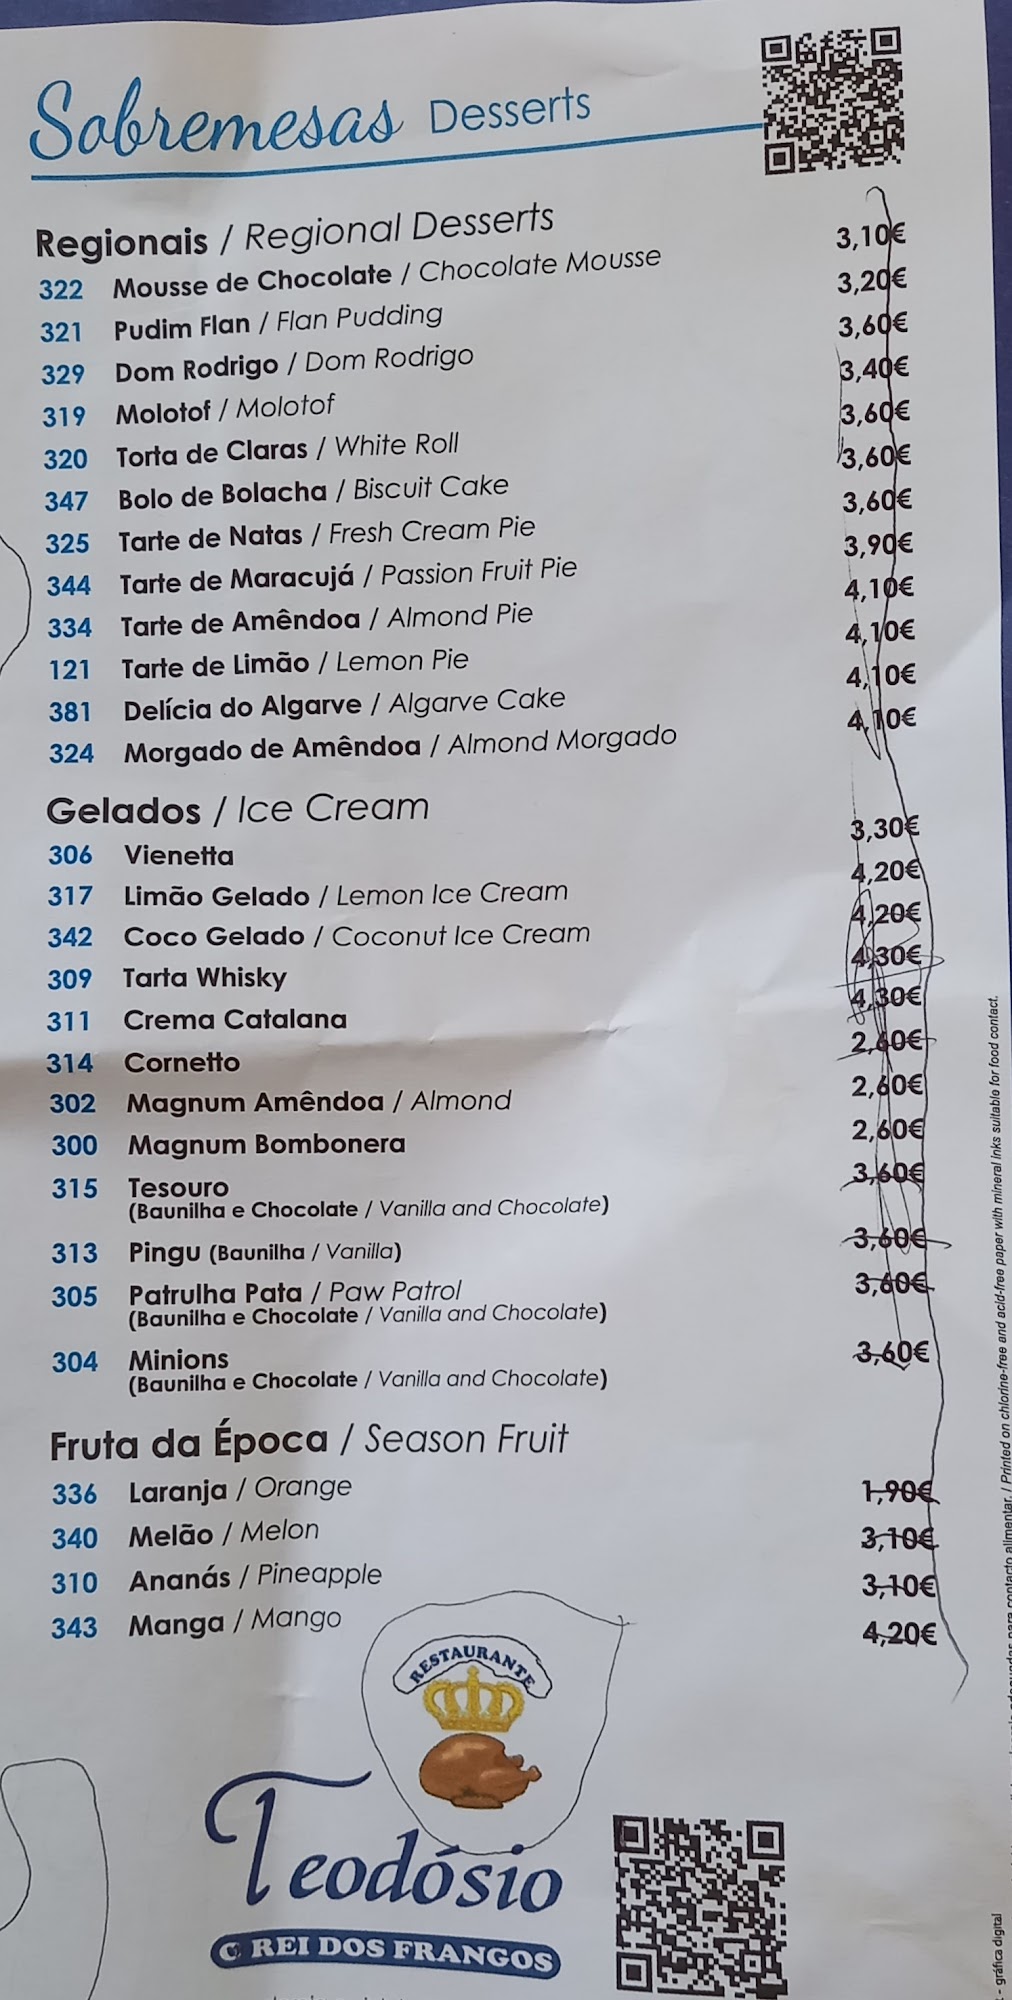 Sobremesas Desserts
Regionais / Regional Desserts
322 Mousse de Chocolate / Chocolate Mousse 3,10€
321 Pudim Flan / Flan Pudding 3,20€
329 Dom Rodrigo / Dom Rodrigo 3,60€
319 Molotof / Molotof 3,40€
320 Torta de Claras / White Roll 3,60€
347 Bolo de Bolacha / Biscuit Cake 3,60€
325 Tarte de Natas / Fresh Cream Pie 3,60€
344 Tarte de Maracujá / Passion Fruit Pie 3,90€
334 Tarte de Amêndoa / Almond Pie 4,10€
121 Tarte de Limão / Lemon Pie 4,10€
381 Delícia do Algarve / Algarve Cake 4,10€
324 Morgado de Amêndoa / Almond Morgado 4,10€
Gelados / Ice Cream
306 Vienetta 3,30€
317 Limão Gelado / Lemon Ice Cream 4,20€
342 Coco Gelado / Coconut Ice Cream 4,20€
309 Tarta Whisky 4,30€
311 Crema Catalana 4,30€
314 Cornetto 2,60€
302 Magnum Amêndoa / Almond 2,60€
300 Magnum Bombonera 2,60€
315 Tesouro 3,60€
(Baunilha e Chocolate / Vanilla and Chocolate)
313 Pingu (Baunilha / Vanilla) 3,60€
305 Patrulha Pata / Paw Patrol 3,60€
(Baunilha e Chocolate / Vanilla and Chocolate)
304 Minions 3,60€
(Baunilha e Chocolate / Vanilla and Chocolate)
Fruta da Época / Season Fruit
336 Laranja / Orange 1,90€
340 Melão / Melon 3,10€
310 Ananás / Pineapple 3,10€
343 Manga / Mango 4,20€
RESTAURANTE
Teodósio
O REI DOS FRANGOS
para contacto alimentar. / Printed on chlorine-free and acid-free paper with mineral inks suitable for food contact.
- gráfica digital